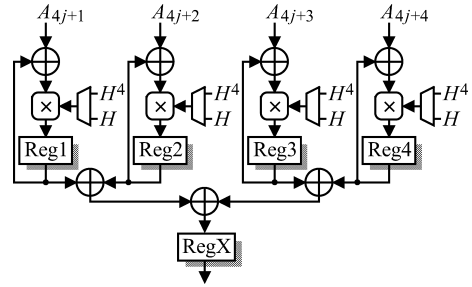 A₄ⱼ₊₁ A₄ⱼ₊₂ A₄ⱼ₊₃ A₄ⱼ₊₄
× H⁴ × H⁴ × H⁴ × H⁴
H H H H
Reg1 Reg2 Reg3 Reg4
RegX